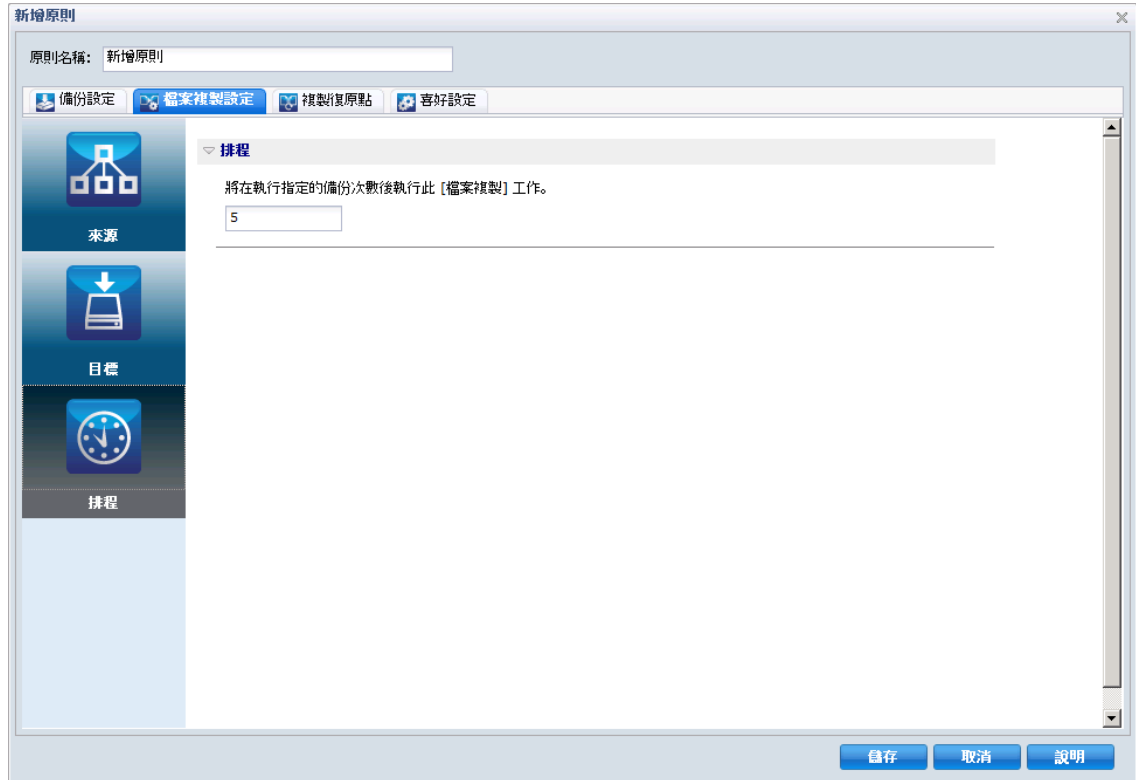 新增原則
原則名稱: 新增原則
備份設定 檔案複製設定 複製復原點 喜好設定
來源
目標
排程
排程
將在執行指定的備份次數後執行此 [檔案複製] 工作。
5
儲存 取消 說明